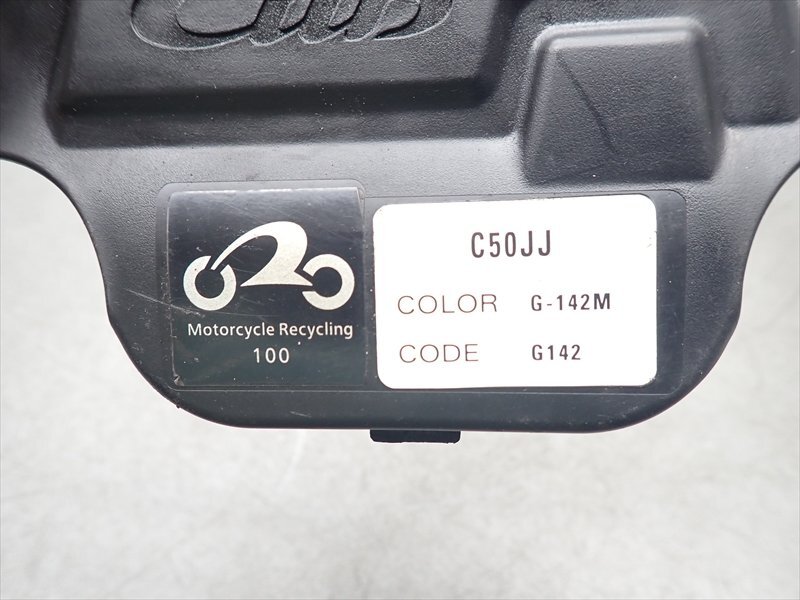 C50JJ
COLOR G-142M
CODE G142
Motorcycle Recycling
100